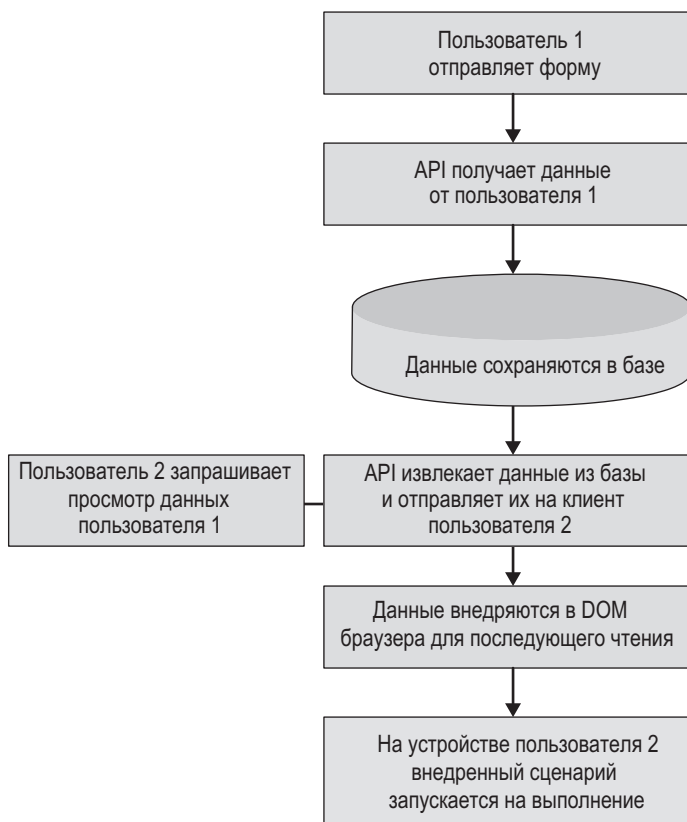 Пользователь 1
отправляет форму
API получает данные
от пользователя 1
Данные сохраняются в базе
Пользователь 2 запрашивает
просмотр данных
пользователя 1
API извлекает данные из базы
и отправляет их на клиент
пользователя 2
Данные внедряются в DOM
браузера для последующего чтения
На устройстве пользователя 2
внедренный сценарий
запускается на выполнение